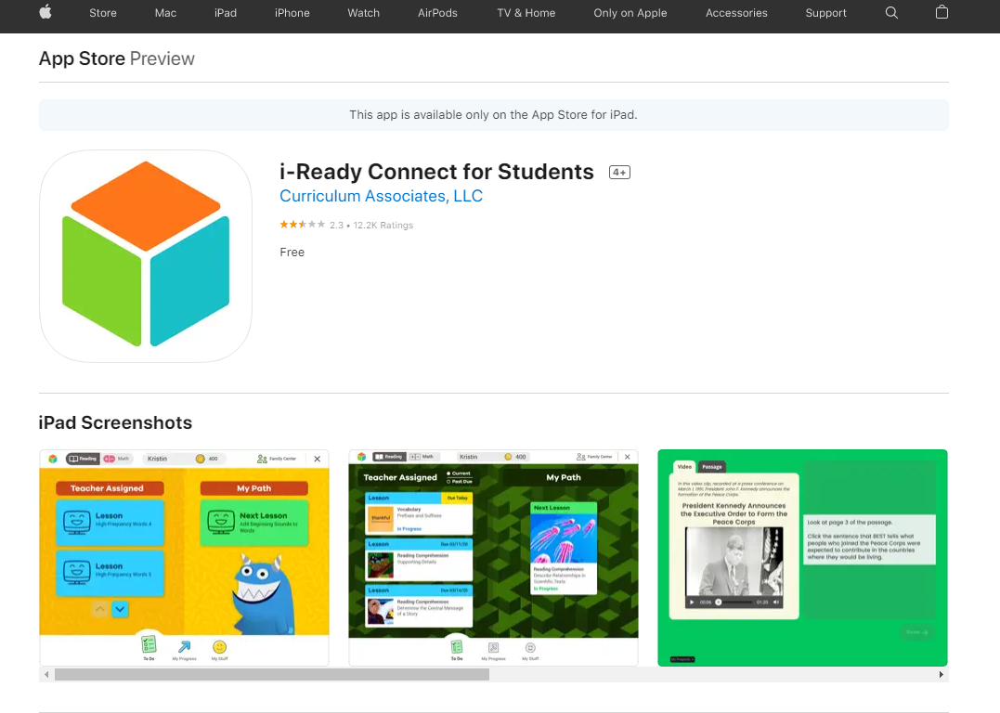 Store Mac iPad iPhone Watch AirPods TV & Home Only on Apple Accessories Support
App Store Preview
This app is available only on the App Store for iPad.
i-Ready Connect for Students 4+
Curriculum Associates, LLC
2.3 • 12.2K Ratings
Free
iPad Screenshots
Reading Math Kristin 400 Family Center
Teacher Assigned
My Path
Lesson
High-Frequency Words 4
Next Lesson
Add Beginning Sounds to
Words
Lesson
High-Frequency Words 5
To Do My Progress My Stuff
Reading Math Kristin 400 Family Center
Teacher Assigned
Current
Past Due
My Path
Lesson Due Today
thankful
Vocabulary
Prefixes and Suffixes
In Progress
Lesson Due 03/11/20
Reading Comprehension
Supporting Details
Lesson Due 03/14/20
Reading Comprehension
Determine the Central Message
of a Story
Next Lesson
Reading Comprehension
Describe Relationships in
Scientific Texts
In Progress
To Do My Progress My Stuff
Video Passage
In this video clip, recorded at a press conference on
March 1, 1961, President John F. Kennedy announces the
formation of the Peace Corps.
President Kennedy Announces
the Executive Order to Form the
Peace Corps
00:06 01:20
Look at page 3 of the passage.
Click the sentence that BEST tells what
people who joined the Peace Corps were
expected to contribute in the countries
where they would be living.
Done
My Progress